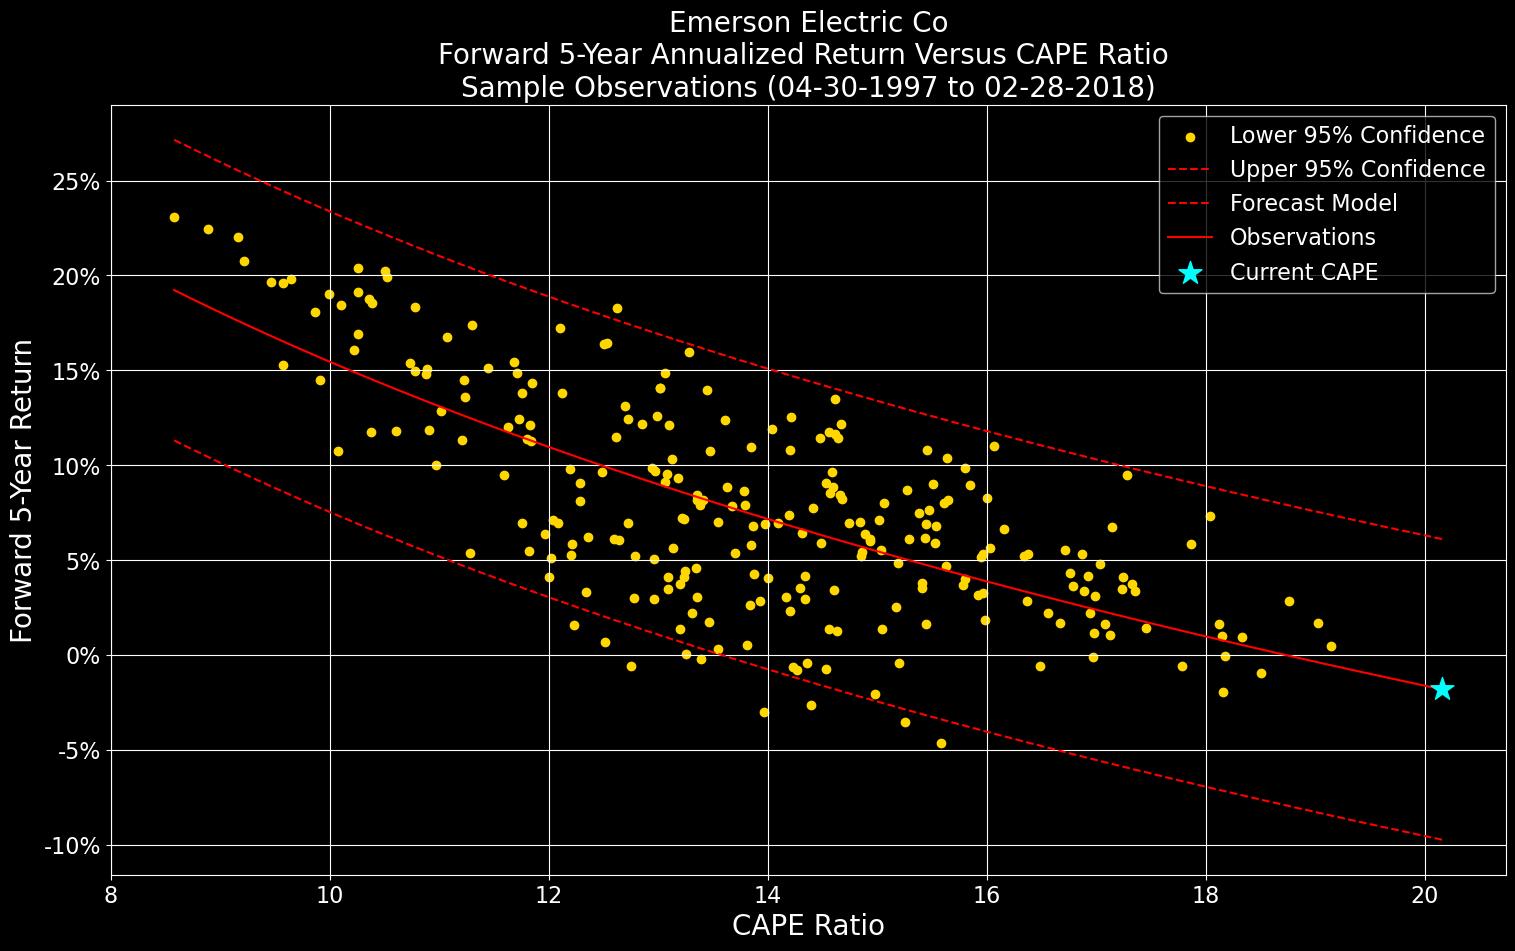 Emerson Electric Co
Forward 5-Year Annualized Return Versus CAPE Ratio
Sample Observations (04-30-1997 to 02-28-2018)
Lower 95% Confidence
Upper 95% Confidence
Forecast Model
Observations
Current CAPE
Forward 5-Year Return
25%
20%
15%
10%
5%
0%
-5%
-10%
8
10
12
14
16
18
20
CAPE Ratio